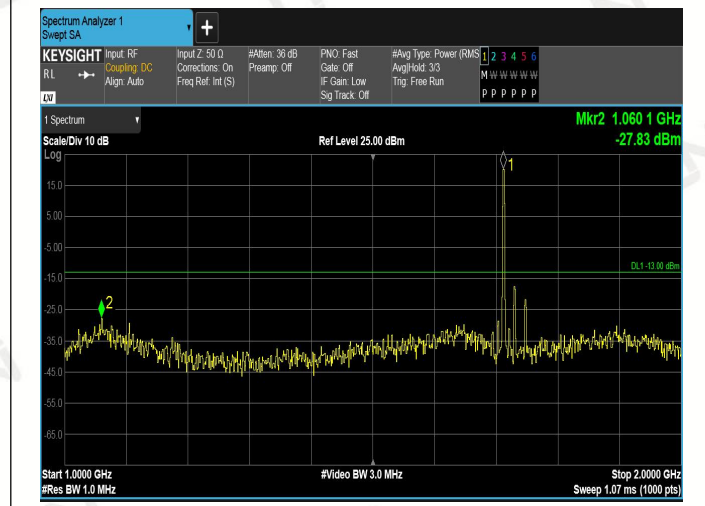 Spectrum Analyzer 1
Swept SA
+
KEYSIGHT
RL
LXI
Input: RF
Coupling: DC
Align: Auto
Input Z: 50 Ω
Corrections: On
Freq Ref: Int (S)
#Atten: 36 dB
Preamp: Off
PNO: Fast
Gate: Off
IF Gain: Low
Sig Track: Off
#Avg Type: Power (RMS
Avg|Hold: 3/3
Trig: Free Run
1 2 3 4 5 6
M W W W W W
P P P P P P
1 Spectrum
Mkr2 1.060 1 GHz
Scale/Div 10 dB
Ref Level 25.00 dBm
-27.83 dBm
Log
1
15.0
5.00
-5.00
DL1 -13.00 dBm
-15.0
2
-25.0
-35.0
-45.0
-55.0
-65.0
Start 1.0000 GHz
#Video BW 3.0 MHz
Stop 2.0000 GHz
#Res BW 1.0 MHz
Sweep 1.07 ms (1000 pts)